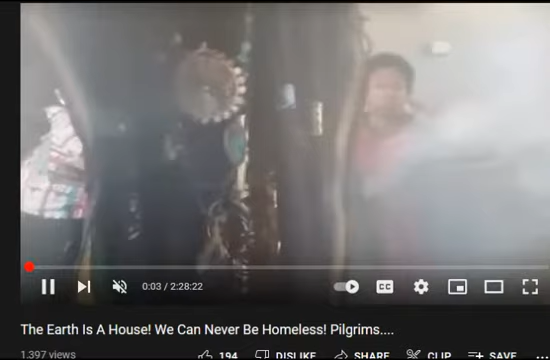 0:03 / 2:28:22
CC
The Earth Is A House! We Can Never Be Homeless! Pilgrims....
1,397 views
194
DISLIKE
SHARE
CLIP
SAVE